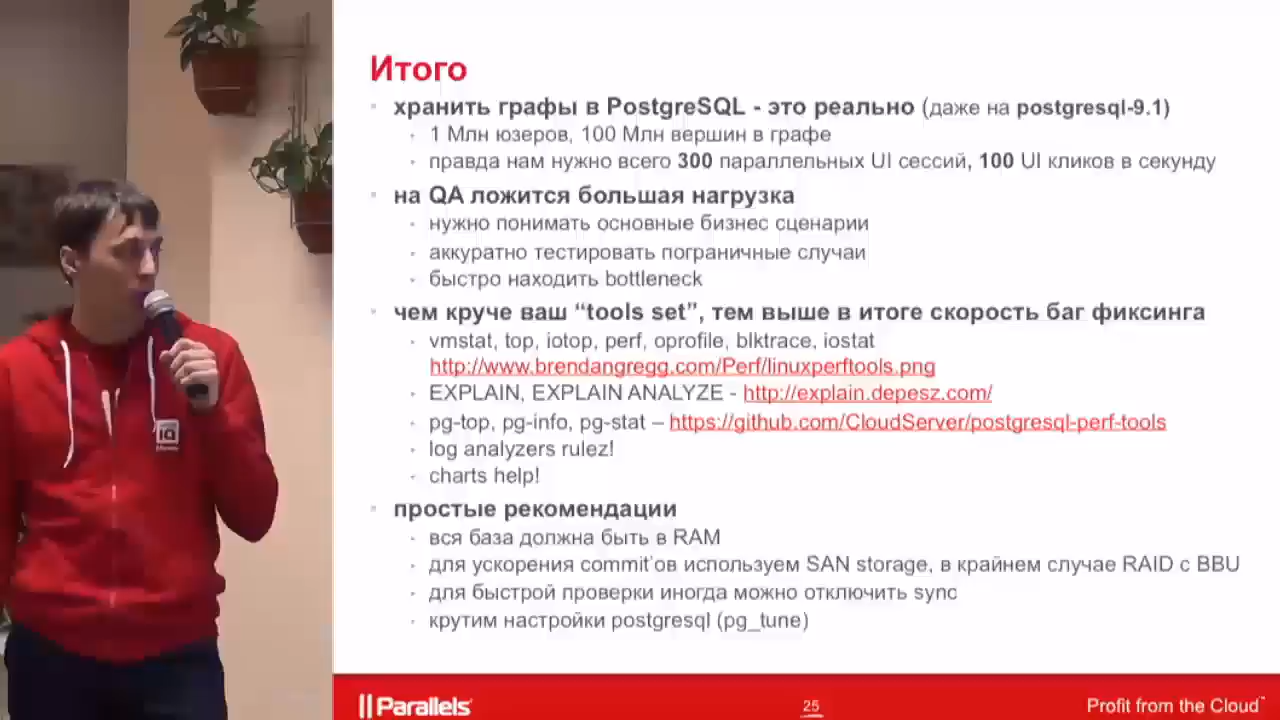 Итого
хранить графы в PostgreSQL - это реально (даже на postgresql-9.1)
1 Млн юзеров, 100 Млн вершин в графе
правда нам нужно всего 300 параллельных UI сессий, 100 UI кликов в секунду
на QA ложится большая нагрузка
нужно понимать основные бизнес сценарии
аккуратно тестировать пограничные случаи
быстро находить bottleneck
чем круче ваш “tools set”, тем выше в итоге скорость баг фиксинга
vmstat, top, iotop, perf, oprofile, blktrace, iostat
http://www.brendangregg.com/Perf/linuxperftools.png
EXPLAIN, EXPLAIN ANALYZE - http://explain.depesz.com/
pg-top, pg-info, pg-stat – https://github.com/CloudServer/postgresql-perf-tools
log analyzers rulez!
charts help!
простые рекомендации
вся база должна быть в RAM
для ускорения commit'ов используем SAN storage, в крайнем случае RAID с BBU
для быстрой проверки иногда можно отключить sync
крутим настройки postgresql (pg_tune)
Parallels
25
Profit from the Cloud™
iQ